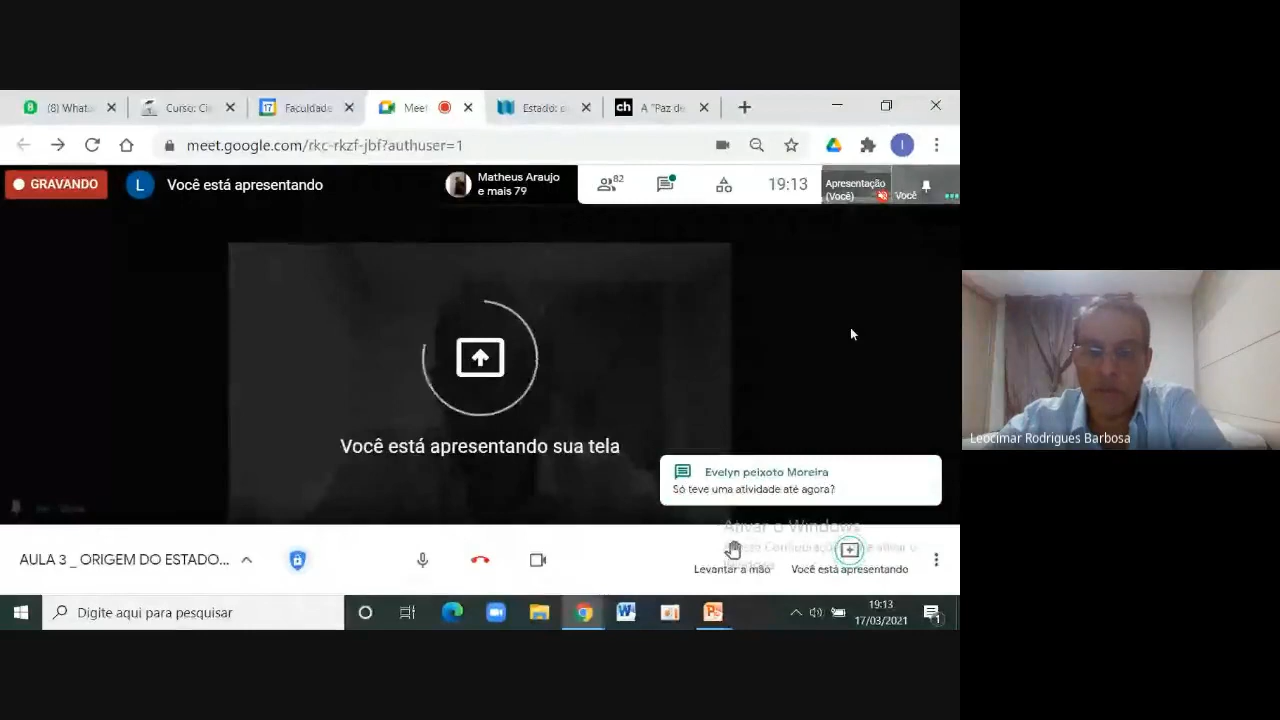 (8) What
Curso: Ci
17
Faculdade
Meet
Estado: o
ch
A "Paz de
meet.google.com/rkc-rkzf-jbf?authuser=1
I
GRAVANDO
L
Você está apresentando
Matheus Araujo
e mais 79
82
19:13
Apresentação
(Você)
Você
Você está apresentando sua tela
Evelyn peixoto Moreira
Só teve uma atividade até agora?
Leocimar Rodrigues Barbosa
Ativar o Windows
AULA 3 _ ORIGEM DO ESTADO...
Levantar a mão
Você está apresentando
Digite aqui para pesquisar
19:13
17/03/2021
1